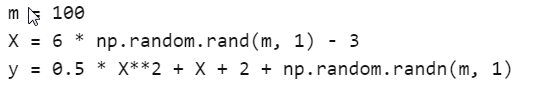 m = 100
X = 6 * np.random.rand(m, 1) - 3
y = 0.5 * X**2 + X + 2 + np.random.randn(m, 1)